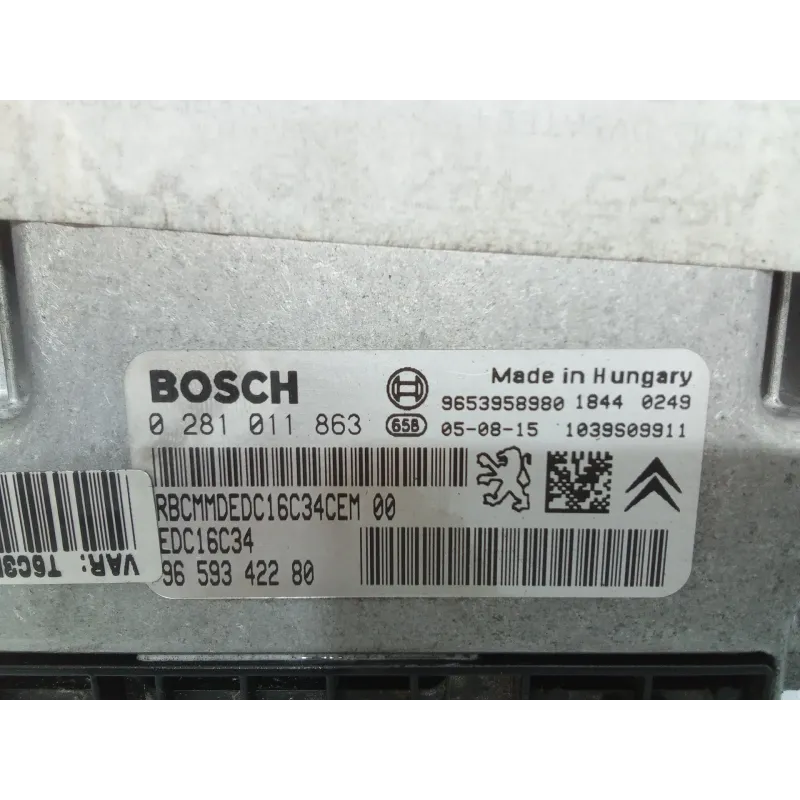 BOSCH
Made in Hungary
9653958980 1844 0249
0 281 011 863
65B
05-08-15 1039S09911
RBCMMDEDC16C34CEM 00
EDC16C34
96 593 422 80
VAR: